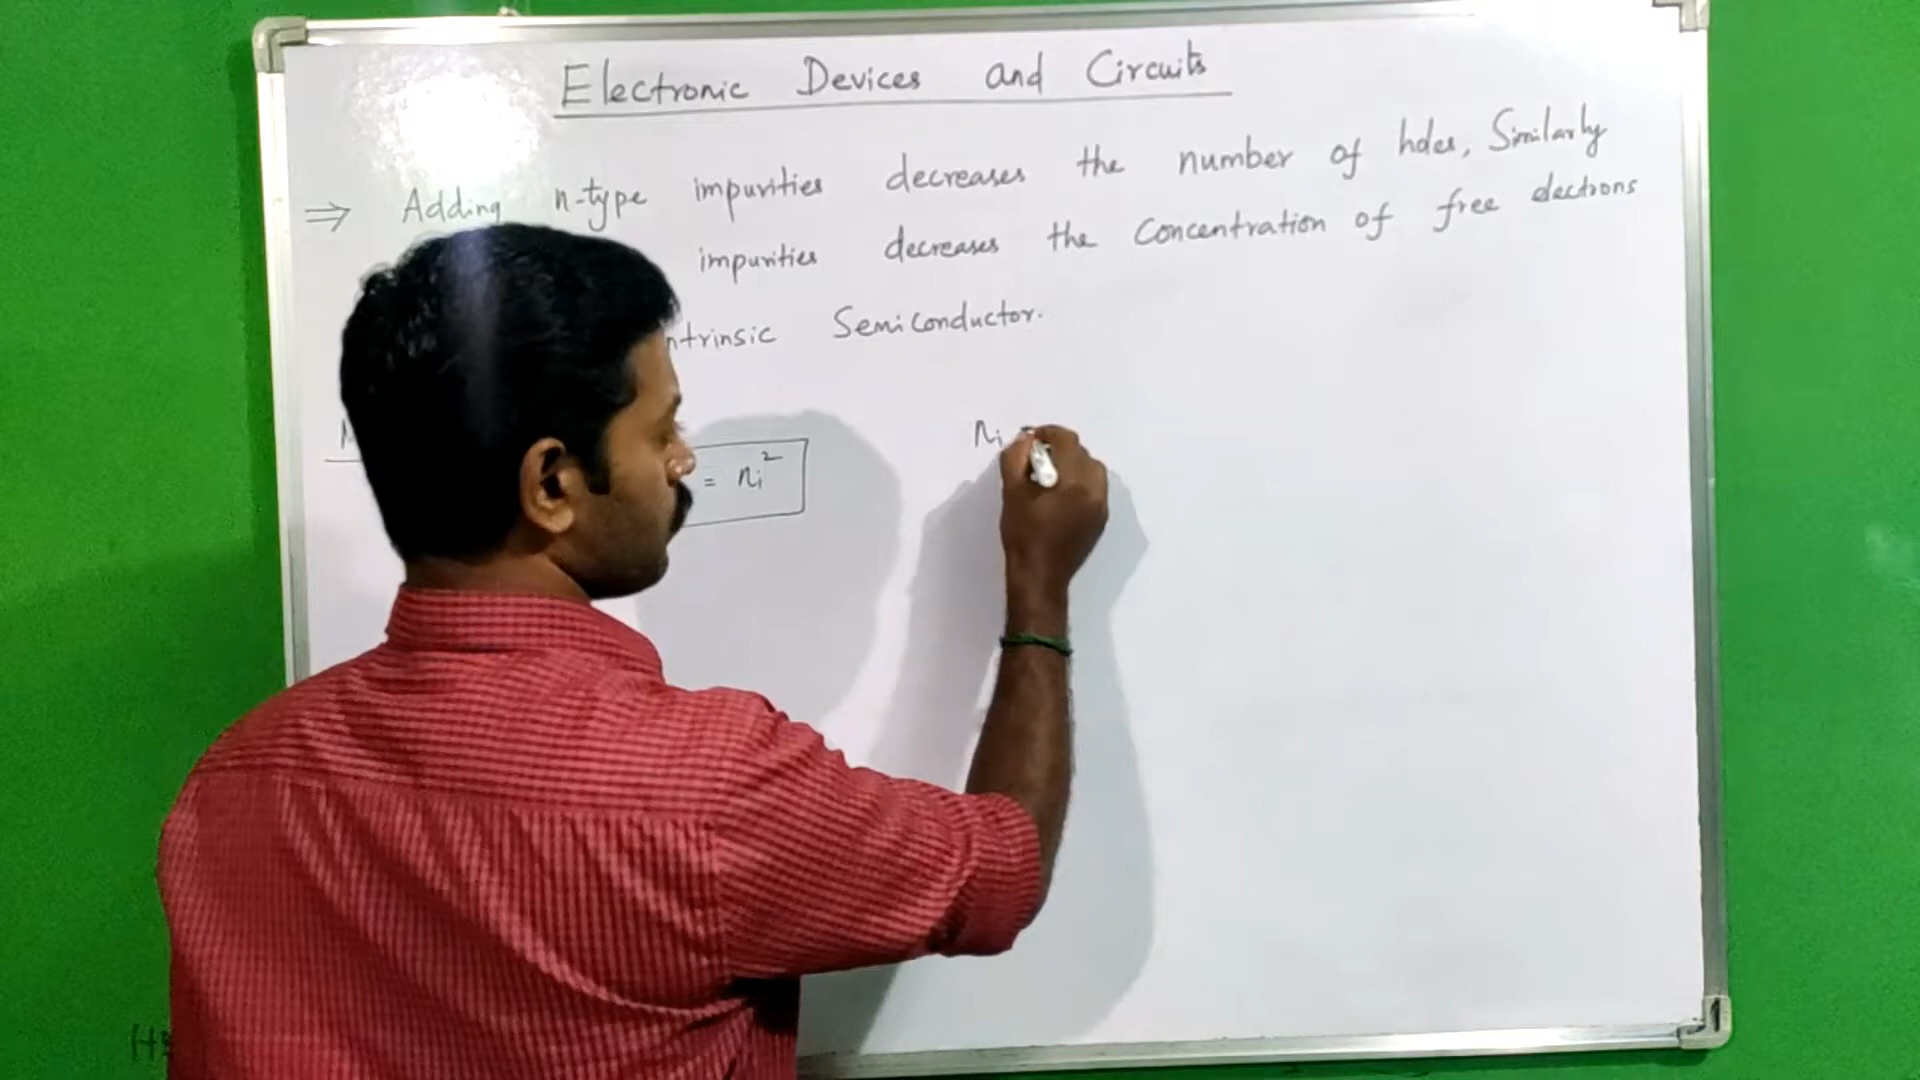 Electronic Devices and Circuits
⇒ Adding n-type impurities decreases the number of holes, Similarly
impurities decreases the Concentration of free electrons
ntrinsic Semiconductor.
= ni² ni =